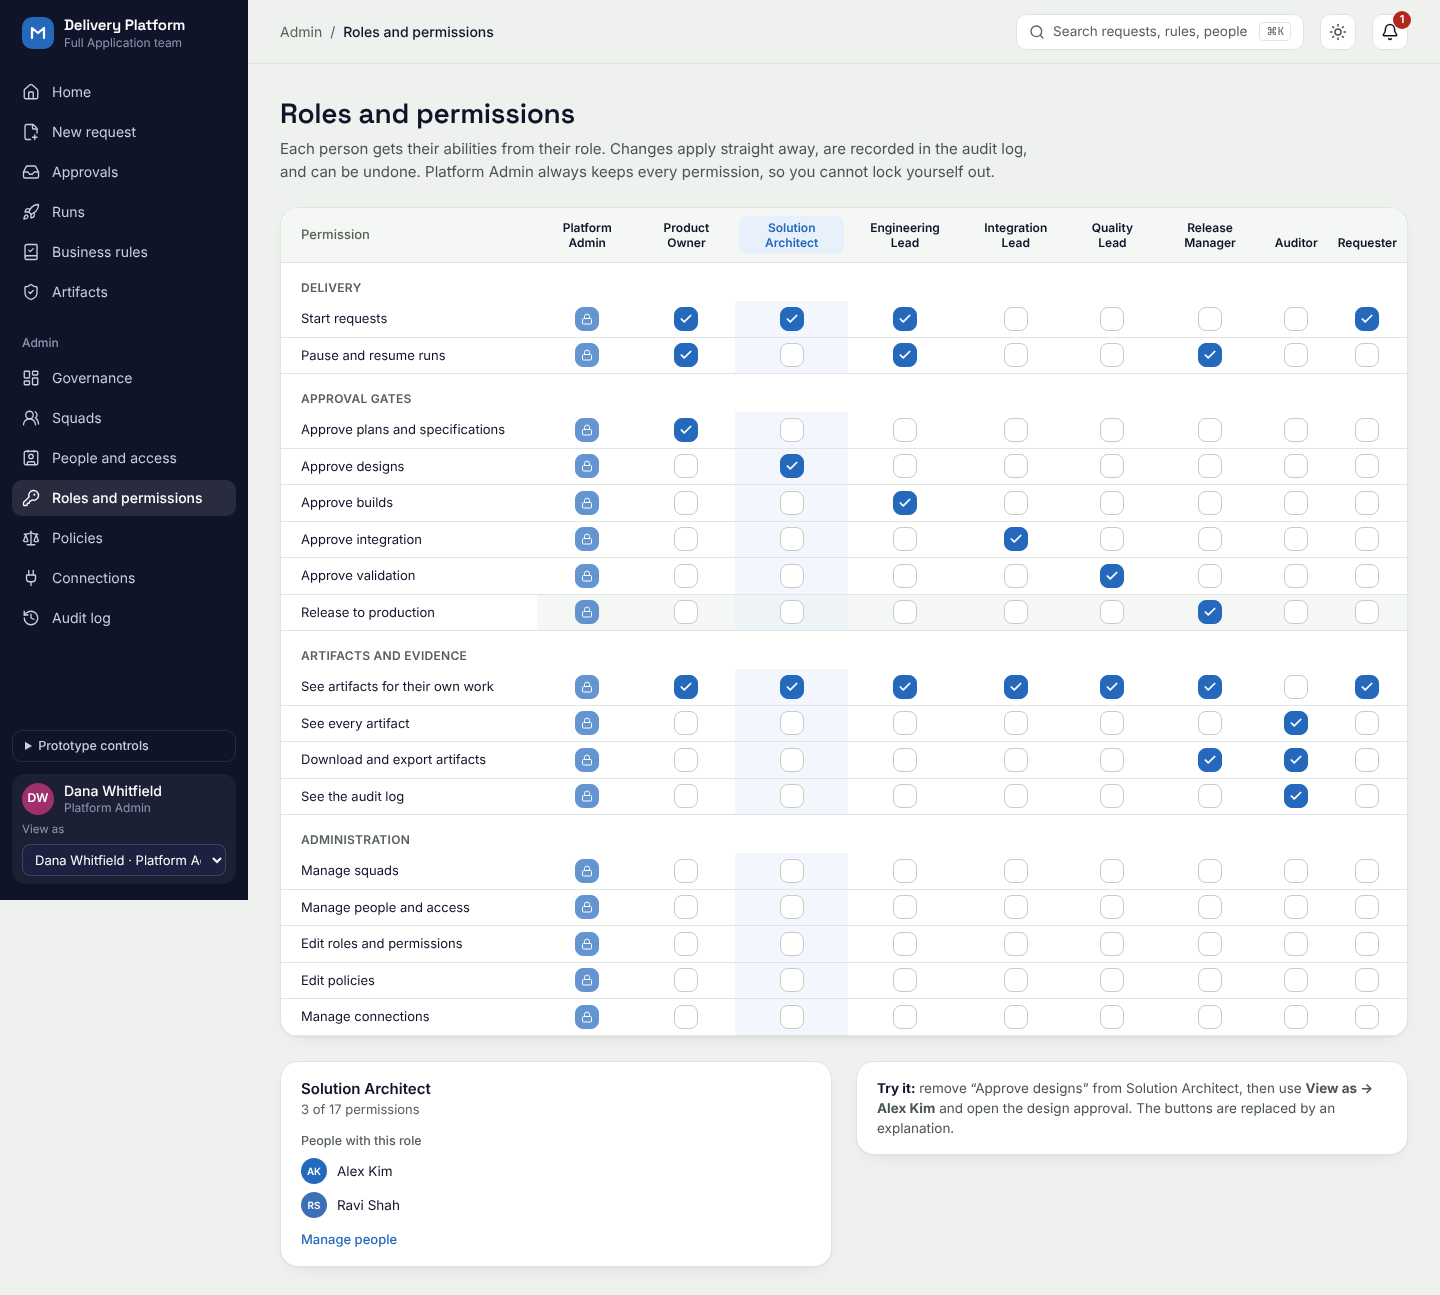 Delivery Platform
Full Application team
Home
New request
Approvals
Runs
Business rules
Artifacts
Admin
Governance
Squads
People and access
Roles and permissions
Policies
Connections
Audit log
Prototype controls
DW
Dana Whitfield
Platform Admin
View as
Dana Whitfield · Platform A
Admin / Roles and permissions
Search requests, rules, people ⌘K
1
Roles and permissions
Each person gets their abilities from their role. Changes apply straight away, are recorded in the audit log,
and can be undone. Platform Admin always keeps every permission, so you cannot lock yourself out.
Permission
Platform Admin
Product Owner
Solution Architect
Engineering Lead
Integration Lead
Quality Lead
Release Manager
Auditor
Requester
DELIVERY
Start requests
Pause and resume runs
APPROVAL GATES
Approve plans and specifications
Approve designs
Approve builds
Approve integration
Approve validation
Release to production
ARTIFACTS AND EVIDENCE
See artifacts for their own work
See every artifact
Download and export artifacts
See the audit log
ADMINISTRATION
Manage squads
Manage people and access
Edit roles and permissions
Edit policies
Manage connections
Solution Architect
3 of 17 permissions
People with this role
AK Alex Kim
RS Ravi Shah
Manage people
Try it: remove “Approve designs” from Solution Architect, then use View as →
Alex Kim and open the design approval. The buttons are replaced by an
explanation.